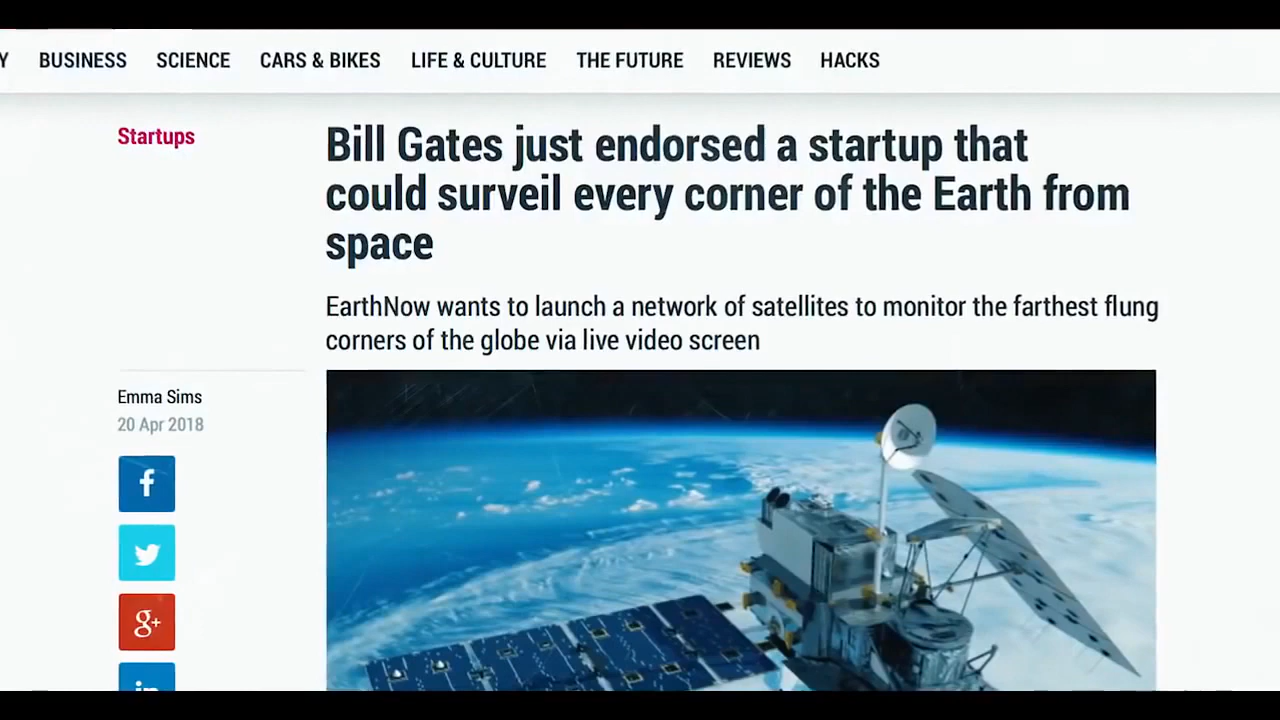 Y BUSINESS SCIENCE CARS & BIKES LIFE & CULTURE THE FUTURE REVIEWS HACKS
Startups
Bill Gates just endorsed a startup that
could surveil every corner of the Earth from
space
EarthNow wants to launch a network of satellites to monitor the farthest flung
corners of the globe via live video screen
Emma Sims
20 Apr 2018
f
g+
in